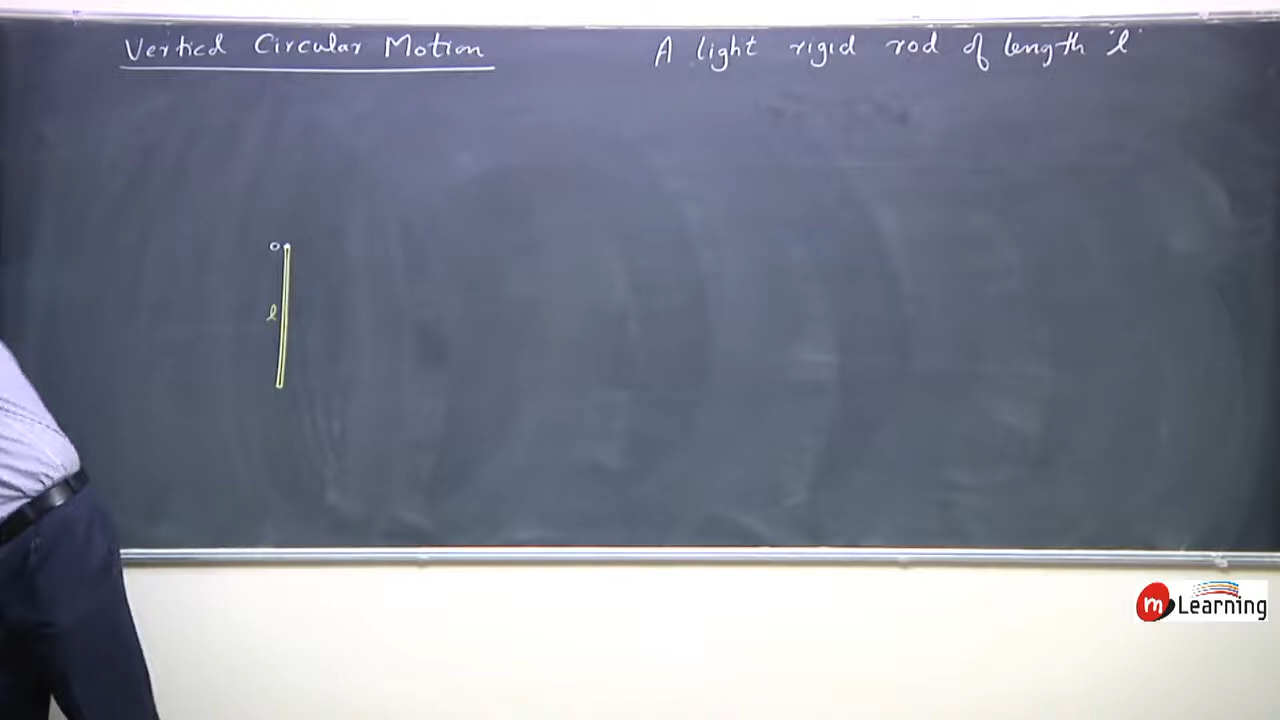 Vertical Circular Motion
A light rigid rod of length 'l'
O
l
m Learning